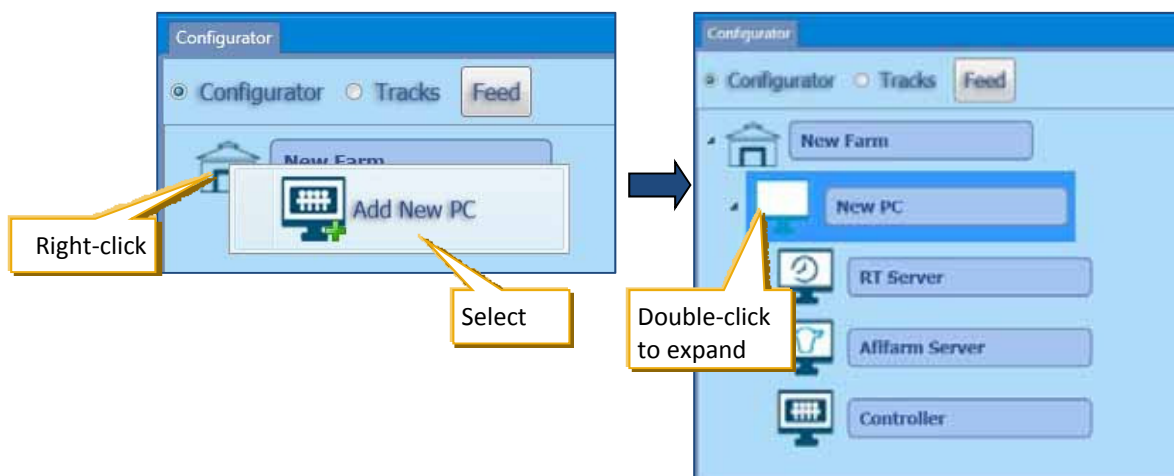 Configurator
Configurator Tracks Feed
New Farm
Add New PC
Right-click
Select
Configurator
Configurator Tracks Feed
New Farm
New PC
RT Server
Double-click
to expand
Afifarm Server
Controller